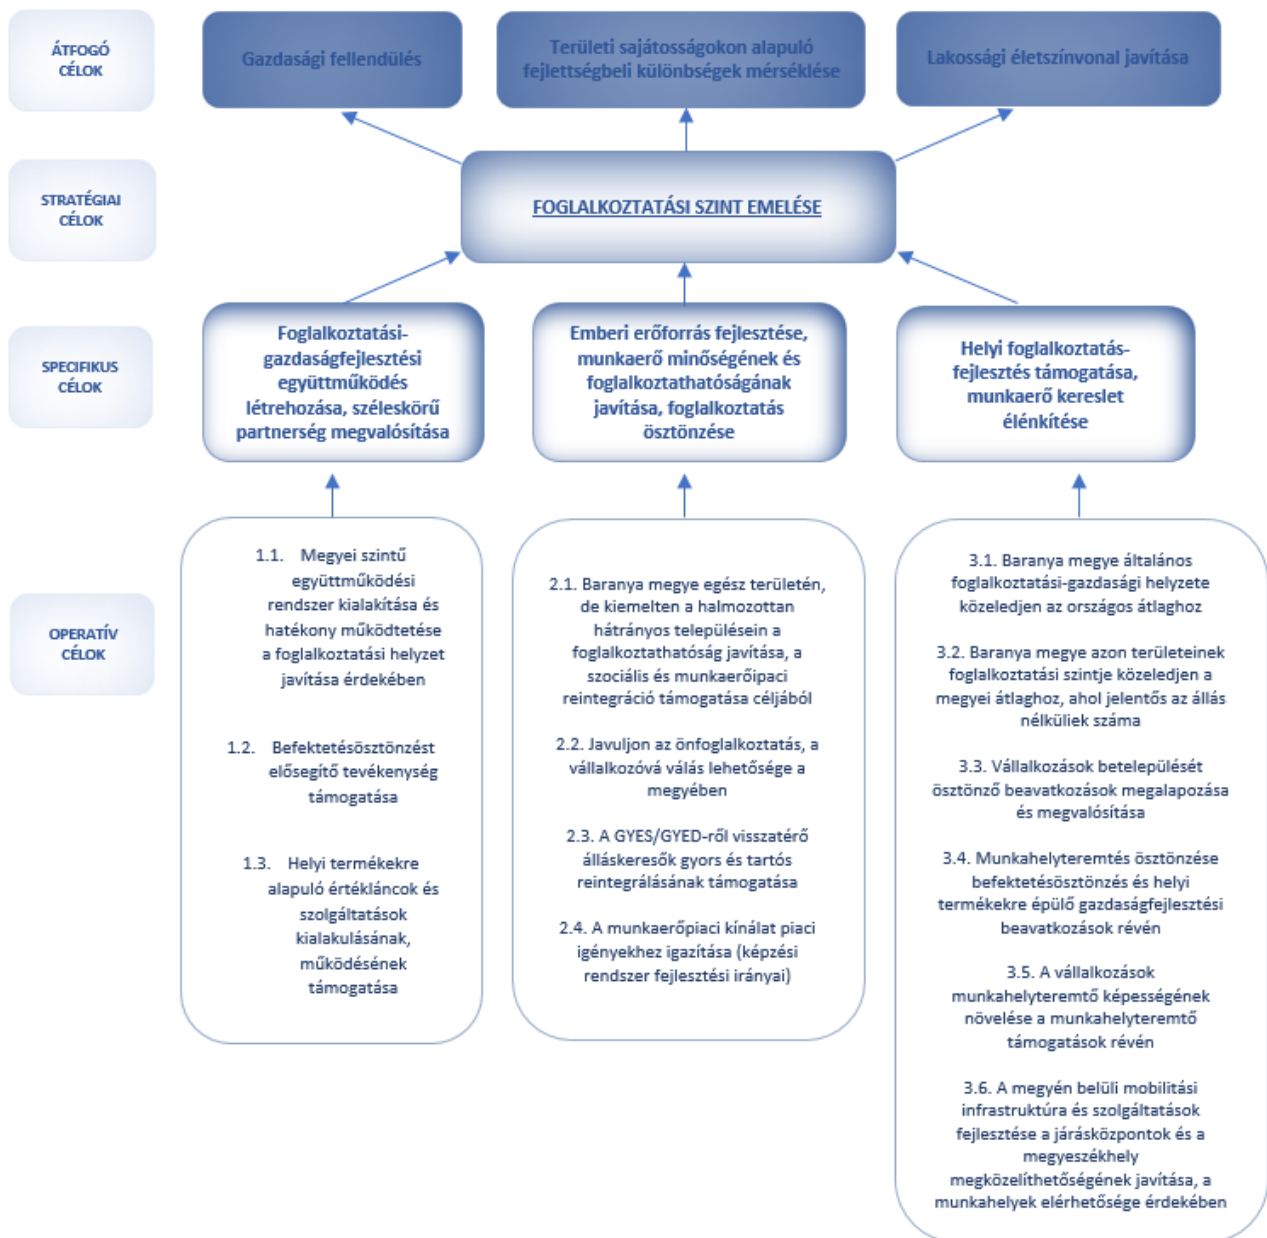 ÁTFOGÓ
CÉLOK
Gazdasági fellendülés
Területi sajátosságokon alapuló
fejlettségbeli különbségek mérséklése
Lakossági életszínvonal javítása
STRATÉGIAI
CÉLOK
FOGLALKOZTATÁSI SZINT EMELÉSE
SPECIFIKUS
CÉLOK
Foglalkoztatási-
gazdaságfejlesztési
együttműködés
létrehozása, széleskörű
partnerség megvalósítása
Emberi erőforrás fejlesztése,
munkaerő minőségének és
foglalkoztathatóságának
javítása, foglalkoztatás
ösztönzése
Helyi foglalkoztatás-
fejlesztés támogatása,
munkaerő kereslet
élénkítése
OPERATÍV
CÉLOK
1.1. Megyei szintű
együttműködési
rendszer kialakítása és
hatékony működtetése
a foglalkoztatási helyzet
javítása érdekében
1.2. Befektetésösztönzést
elősegítő tevékenység
támogatása
1.3. Helyi termékekre
alapuló értékláncok és
szolgáltatások
kialakulásának,
működésének
támogatása
2.1. Baranya megye egész területén,
de kiemelten a halmozottan
hátrányos településein a
foglalkoztathatóság javítása, a
szociális és munkaerőipaci
reintegráció támogatása céljából
2.2. Javuljon az önfoglalkoztatás, a
vállalkozóvá válás lehetősége a
megyében
2.3. A GYES/GYED-ről visszatérő
álláskeresők gyors és tartós
reintegrálásának támogatása
2.4. A munkaerőpiaci kínálat piaci
igényekhez igazítása (képzési
rendszer fejlesztési irányai)
3.1. Baranya megye általános
foglalkoztatási-gazdasági helyzete
közeledjen az országos átlaghoz
3.2. Baranya megye azon területeinek
foglalkoztatási szintje közeledjen a
megyei átlaghoz, ahol jelentős az állás
nélküliek száma
3.3. Vállalkozások betelepülését
ösztönző beavatkozások megalapozása
és megvalósítása
3.4. Munkahelyteremtés ösztönzése
befektetésösztönzés és helyi
termékekre épülő gazdaságfejlesztési
beavatkozások révén
3.5. A vállalkozások
munkahelyteremtő képességének
növelése a munkahelyteremtő
támogatások révén
3.6. A megyén belüli mobilitási
infrastruktúra és szolgáltatások
fejlesztése a járásközpontok és a
megyeszékhely
megközelíthetőségének javítása, a
munkahelyek elérhetősége érdekében